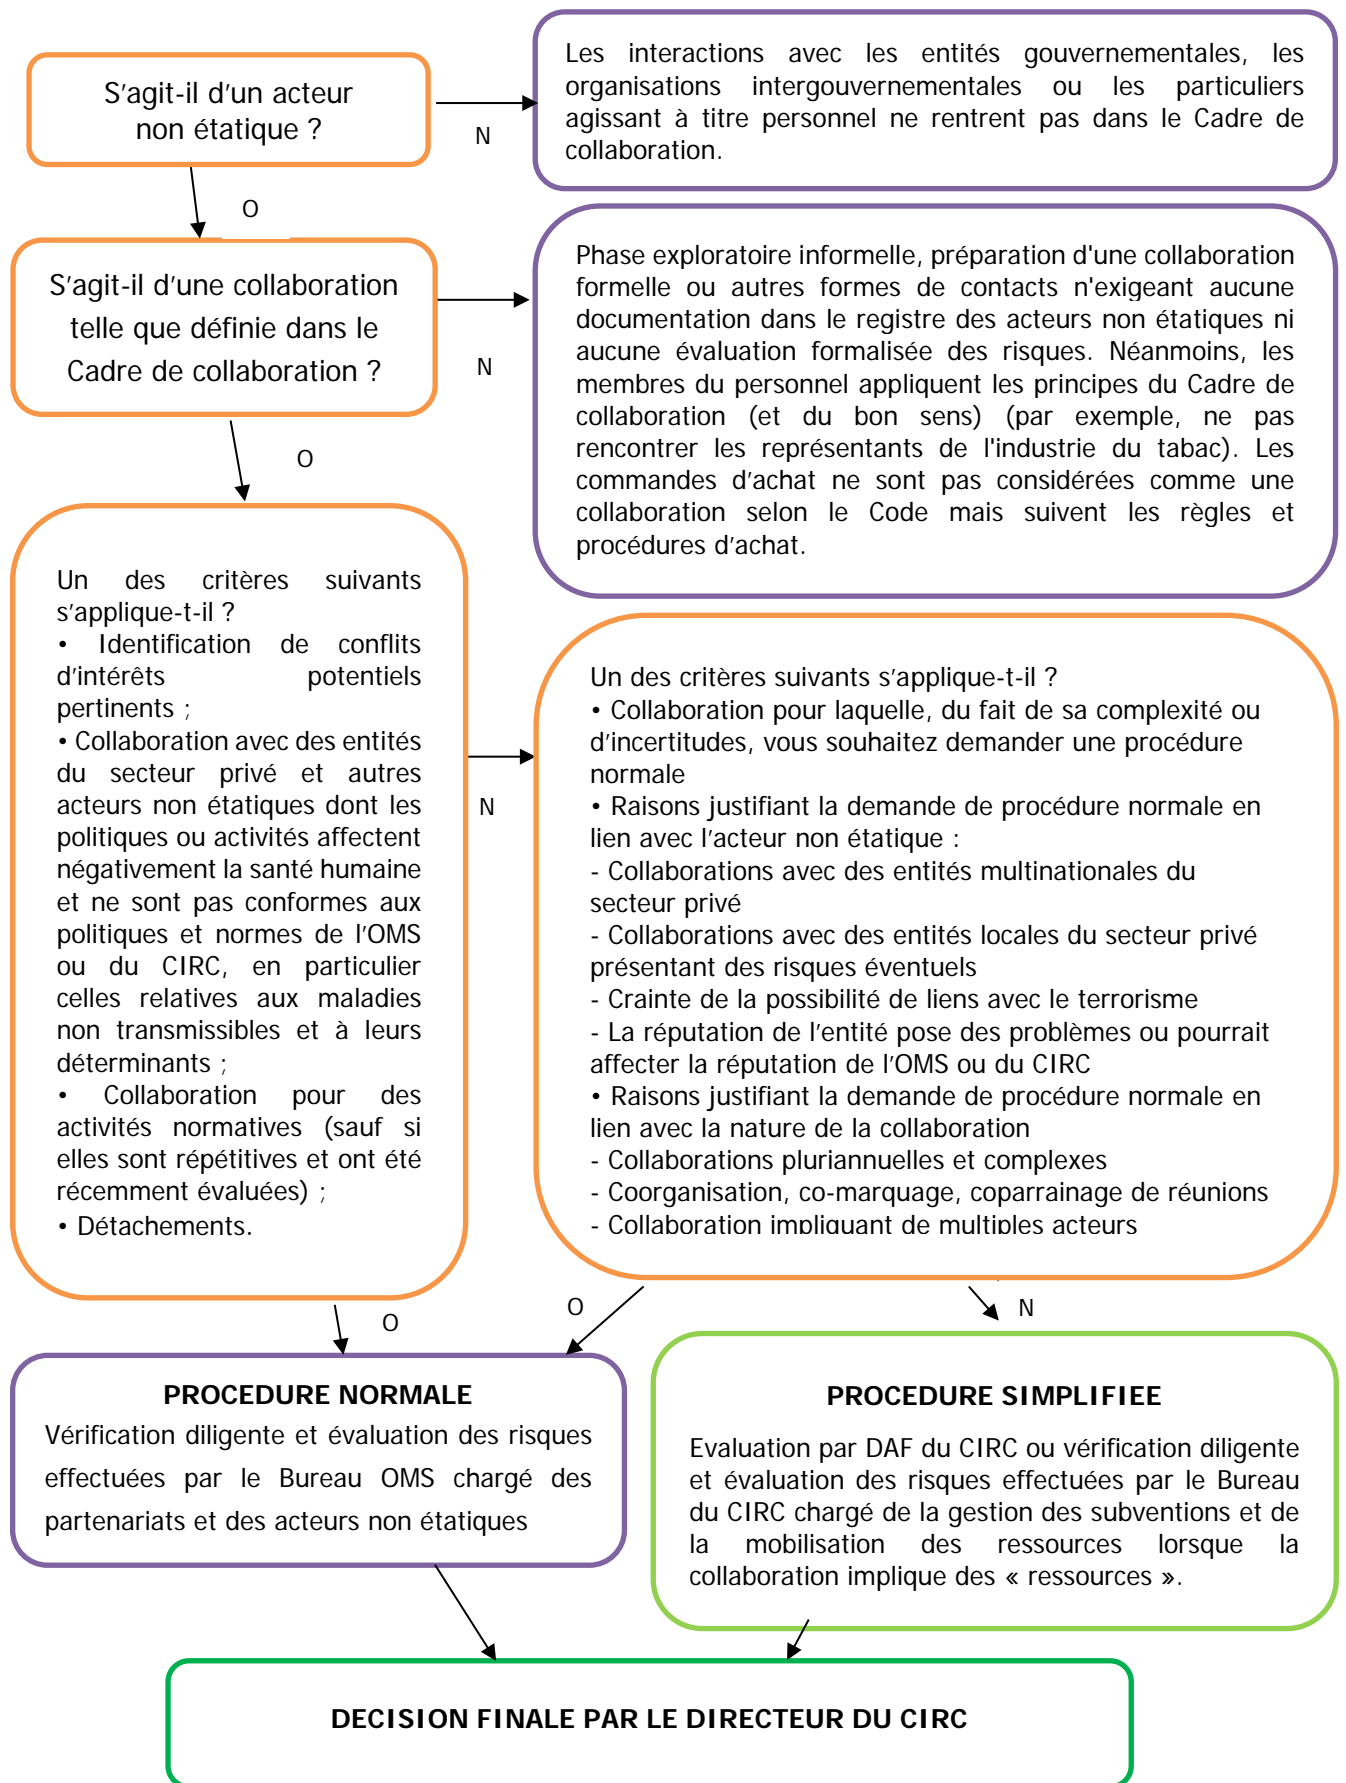 S'agit-il d'un acteur
non étatique ?
N
Les interactions avec les entités gouvernementales, les
organisations intergouvernementales ou les particuliers
agissant à titre personnel ne rentrent pas dans le Cadre de
collaboration.
O
S'agit-il d'une collaboration
telle que définie dans le
Cadre de collaboration ?
N
Phase exploratoire informelle, préparation d'une collaboration
formelle ou autres formes de contacts n'exigeant aucune
documentation dans le registre des acteurs non étatiques ni
aucune évaluation formalisée des risques. Néanmoins, les
membres du personnel appliquent les principes du Cadre de
collaboration (et du bon sens) (par exemple, ne pas
rencontrer les représentants de l'industrie du tabac). Les
commandes d'achat ne sont pas considérées comme une
collaboration selon le Code mais suivent les règles et
procédures d'achat.
O
Un des critères suivants
s'applique-t-il ?
• Identification de conflits
d'intérêts potentiels
pertinents ;
• Collaboration avec des entités
du secteur privé et autres
acteurs non étatiques dont les
politiques ou activités affectent
négativement la santé humaine
et ne sont pas conformes aux
politiques et normes de l'OMS
ou du CIRC, en particulier
celles relatives aux maladies
non transmissibles et à leurs
déterminants ;
• Collaboration pour des
activités normatives (sauf si
elles sont répétitives et ont été
récemment évaluées) ;
• Détachements.
N
Un des critères suivants s'applique-t-il ?
• Collaboration pour laquelle, du fait de sa complexité ou
d'incertitudes, vous souhaitez demander une procédure
normale
• Raisons justifiant la demande de procédure normale en
lien avec l'acteur non étatique :
- Collaborations avec des entités multinationales du
secteur privé
- Collaborations avec des entités locales du secteur privé
présentant des risques éventuels
- Crainte de la possibilité de liens avec le terrorisme
- La réputation de l'entité pose des problèmes ou pourrait
affecter la réputation de l'OMS ou du CIRC
• Raisons justifiant la demande de procédure normale en
lien avec la nature de la collaboration
- Collaborations pluriannuelles et complexes
- Coorganisation, co-marquage, coparrainage de réunions
- Collaboration impliquant de multiples acteurs
O
O
N
PROCEDURE NORMALE
Vérification diligente et évaluation des risques
effectuées par le Bureau OMS chargé des
partenariats et des acteurs non étatiques
PROCEDURE SIMPLIFIEE
Evaluation par DAF du CIRC ou vérification diligente
et évaluation des risques effectuées par le Bureau
du CIRC chargé de la gestion des subventions et de
la mobilisation des ressources lorsque la
collaboration implique des « ressources ».
DECISION FINALE PAR LE DIRECTEUR DU CIRC